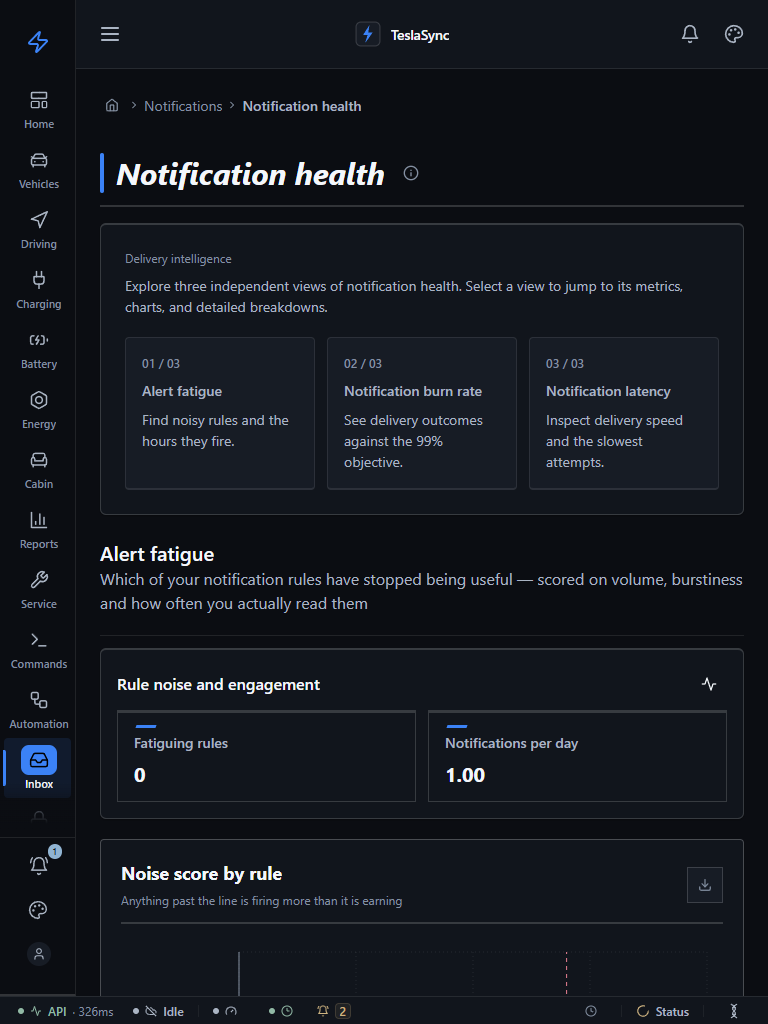 TeslaSync
Home
Vehicles
Driving
Charging
Battery
Energy
Cabin
Reports
Service
Commands
Automation
Inbox
1
Notifications > Notification health
Notification health
Delivery intelligence
Explore three independent views of notification health. Select a view to jump to its metrics,
charts, and detailed breakdowns.
01 / 03
Alert fatigue
Find noisy rules and the
hours they fire.
02 / 03
Notification burn rate
See delivery outcomes
against the 99%
objective.
03 / 03
Notification latency
Inspect delivery speed
and the slowest
attempts.
Alert fatigue
Which of your notification rules have stopped being useful — scored on volume, burstiness
and how often you actually read them
Rule noise and engagement
Fatiguing rules
0
Notifications per day
1.00
Noise score by rule
Anything past the line is firing more than it is earning
API · 326ms
Idle
2
Status